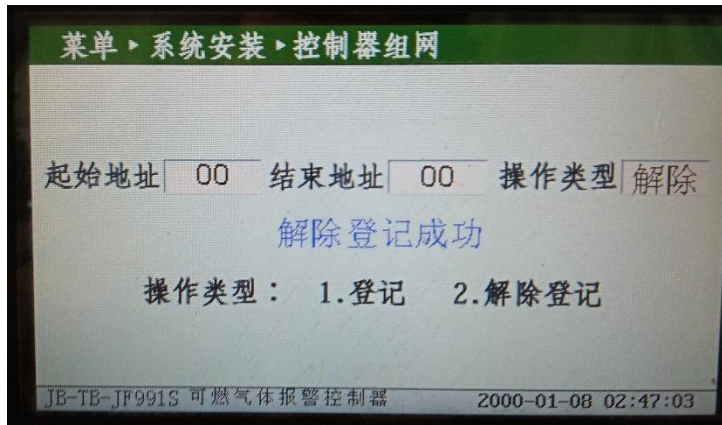 菜单▸系统安装▸控制器组网
起始地址 00 结束地址 00 操作类型 解除
解除登记成功
操作类型： 1.登记 2.解除登记
JB-TB-JF991S 可燃气体报警控制器 2000-01-08 02:47:03